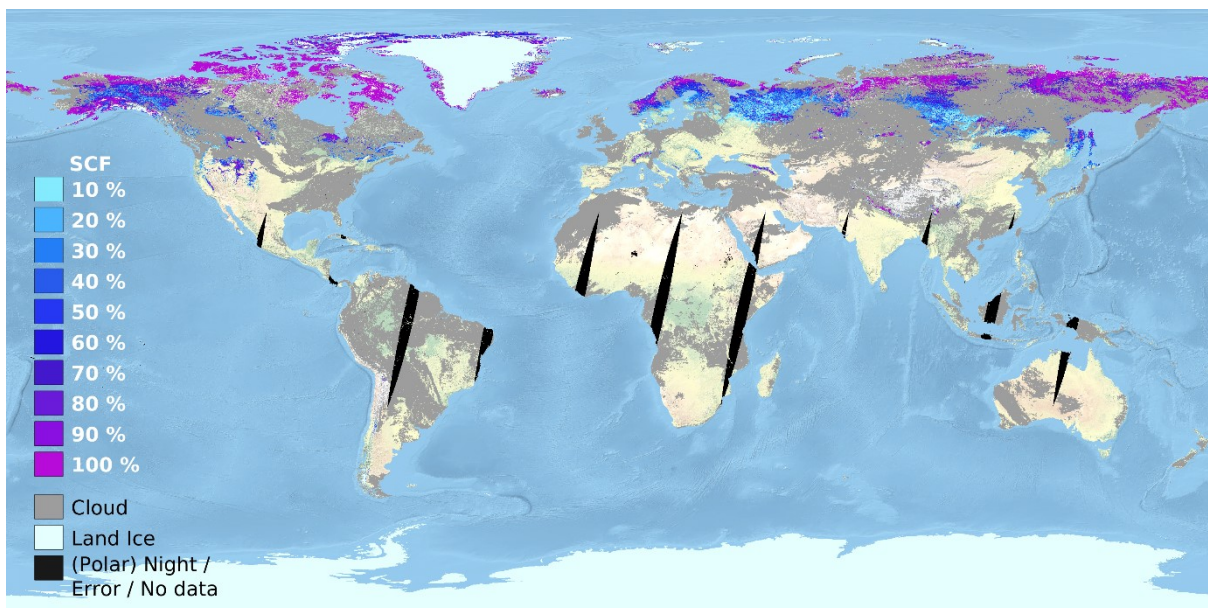 SCF
10 %
20 %
30 %
40 %
50 %
60 %
70 %
80 %
90 %
100 %
Cloud
Land Ice
(Polar) Night /
Error / No data